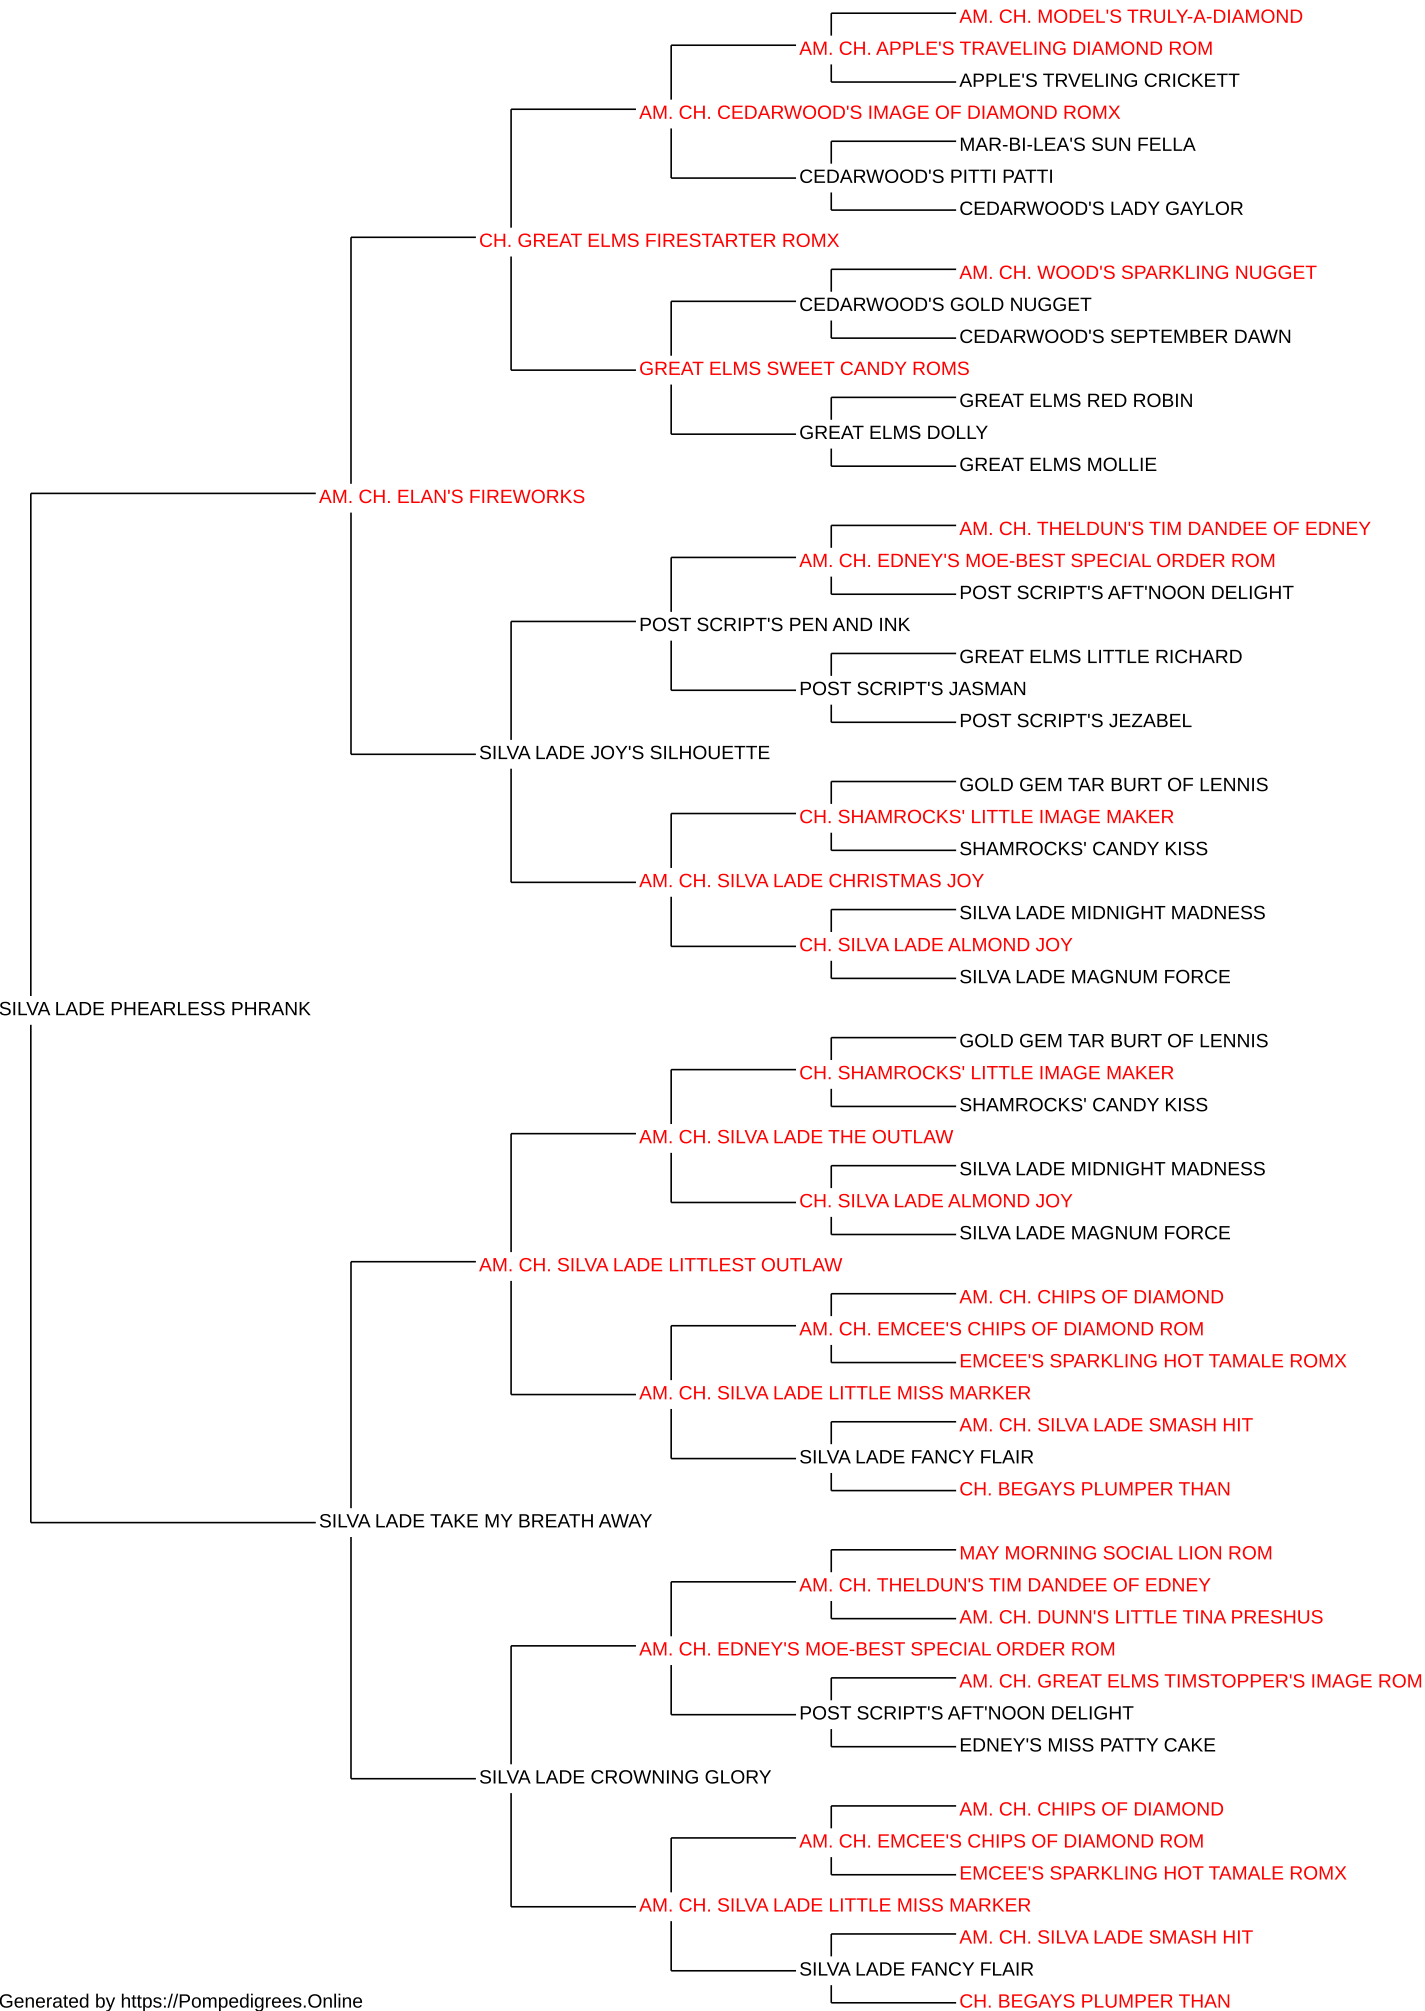 AM. CH. MODEL'S TRULY-A-DIAMOND
AM. CH. APPLE'S TRAVELING DIAMOND ROM
APPLE'S TRVELING CRICKETT
AM. CH. CEDARWOOD'S IMAGE OF DIAMOND ROMX
MAR-BI-LEA'S SUN FELLA
CEDARWOOD'S PITTI PATTI
CEDARWOOD'S LADY GAYLOR
CH. GREAT ELMS FIRESTARTER ROMX
AM. CH. WOOD'S SPARKLING NUGGET
CEDARWOOD'S GOLD NUGGET
CEDARWOOD'S SEPTEMBER DAWN
GREAT ELMS SWEET CANDY ROMS
GREAT ELMS RED ROBIN
GREAT ELMS DOLLY
GREAT ELMS MOLLIE
AM. CH. ELAN'S FIREWORKS
AM. CH. THELDUN'S TIM DANDEE OF EDNEY
AM. CH. EDNEY'S MOE-BEST SPECIAL ORDER ROM
POST SCRIPT'S AFT'NOON DELIGHT
POST SCRIPT'S PEN AND INK
GREAT ELMS LITTLE RICHARD
POST SCRIPT'S JASMAN
POST SCRIPT'S JEZABEL
SILVA LADE JOY'S SILHOUETTE
GOLD GEM TAR BURT OF LENNIS
CH. SHAMROCKS' LITTLE IMAGE MAKER
SHAMROCKS' CANDY KISS
AM. CH. SILVA LADE CHRISTMAS JOY
SILVA LADE MIDNIGHT MADNESS
CH. SILVA LADE ALMOND JOY
SILVA LADE MAGNUM FORCE
SILVA LADE PHEARLESS PHRANK
GOLD GEM TAR BURT OF LENNIS
CH. SHAMROCKS' LITTLE IMAGE MAKER
SHAMROCKS' CANDY KISS
AM. CH. SILVA LADE THE OUTLAW
SILVA LADE MIDNIGHT MADNESS
CH. SILVA LADE ALMOND JOY
SILVA LADE MAGNUM FORCE
AM. CH. SILVA LADE LITTLEST OUTLAW
AM. CH. CHIPS OF DIAMOND
AM. CH. EMCEE'S CHIPS OF DIAMOND ROM
EMCEE'S SPARKLING HOT TAMALE ROMX
AM. CH. SILVA LADE LITTLE MISS MARKER
AM. CH. SILVA LADE SMASH HIT
SILVA LADE FANCY FLAIR
CH. BEGAYS PLUMPER THAN
SILVA LADE TAKE MY BREATH AWAY
MAY MORNING SOCIAL LION ROM
AM. CH. THELDUN'S TIM DANDEE OF EDNEY
AM. CH. DUNN'S LITTLE TINA PRESHUS
AM. CH. EDNEY'S MOE-BEST SPECIAL ORDER ROM
AM. CH. GREAT ELMS TIMSTOPPER'S IMAGE ROM
POST SCRIPT'S AFT'NOON DELIGHT
EDNEY'S MISS PATTY CAKE
SILVA LADE CROWNING GLORY
AM. CH. CHIPS OF DIAMOND
AM. CH. EMCEE'S CHIPS OF DIAMOND ROM
EMCEE'S SPARKLING HOT TAMALE ROMX
AM. CH. SILVA LADE LITTLE MISS MARKER
AM. CH. SILVA LADE SMASH HIT
SILVA LADE FANCY FLAIR
CH. BEGAYS PLUMPER THAN
Generated by https://Pompedigrees.Online